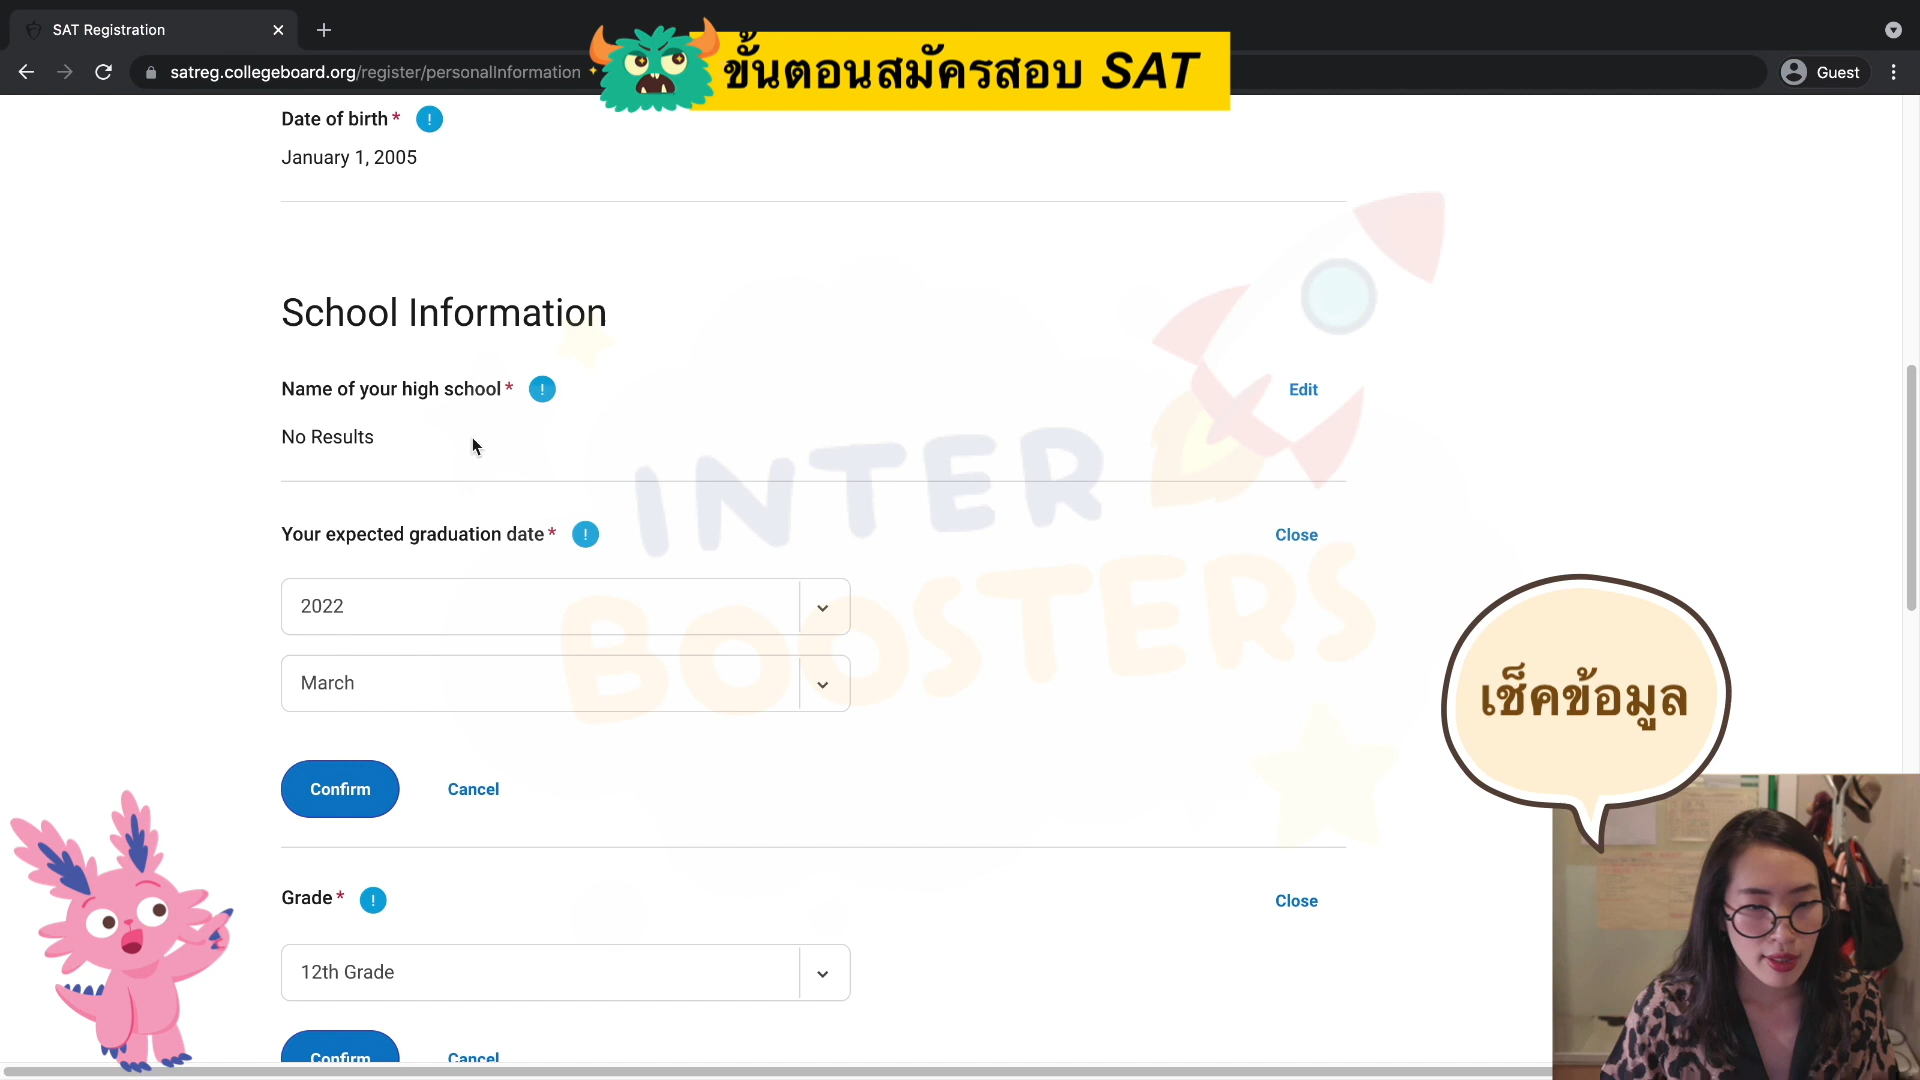 SAT Registration
satreg.collegeboard.org/register/personalInformation
Guest
ขั้นตอนสมัครสอบ SAT
Date of birth * !
January 1, 2005
School Information
Name of your high school * !
Edit
No Results
INTER
BOOSTERS
Your expected graduation date * !
Close
2022
March
Confirm
Cancel
เช็คข้อมูล
Grade * !
Close
12th Grade
Confirm
Cancel